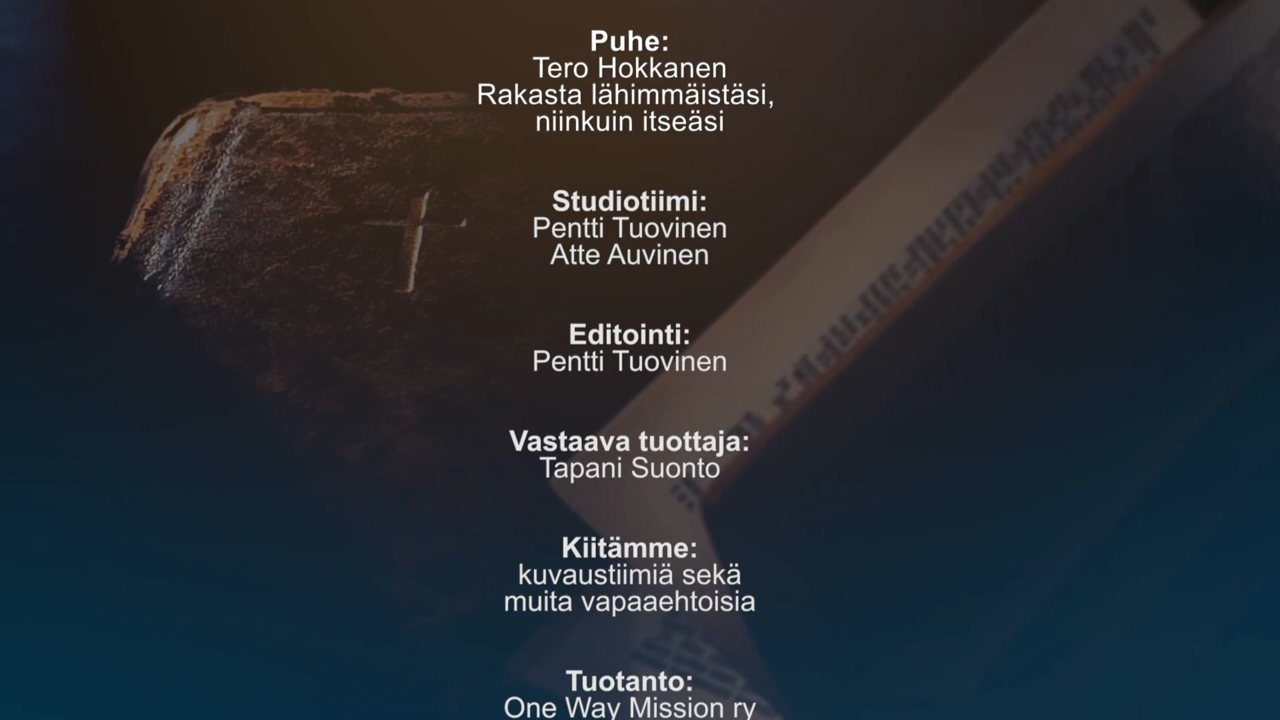 Puhe:
Tero Hokkanen
Rakasta lähimmäistäsi,
niinkuin itseäsi
Studiotiimi:
Pentti Tuovinen
Atte Auvinen
Editointi:
Pentti Tuovinen
Vastaava tuottaja:
Tapani Suonto
Kiitämme:
kuvaustiimiä sekä
muita vapaaehtoisia
Tuotanto:
One Way Mission ry